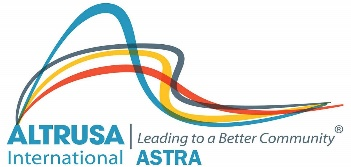 ALTRUSA | Leading to a Better Community®
International ASTRA